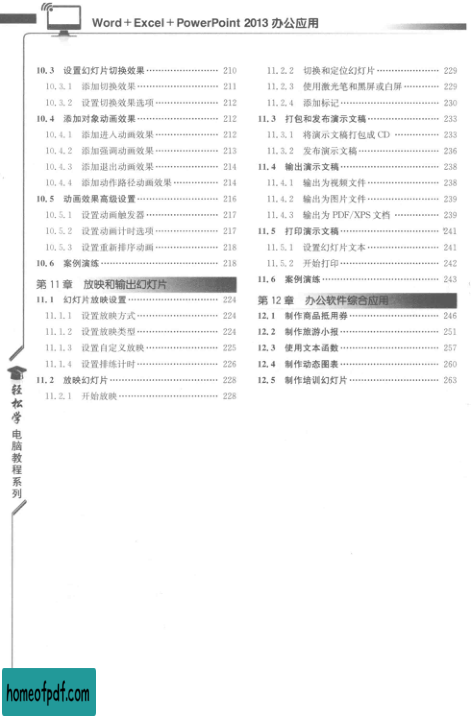 Word＋Excel＋PowerPoint 2013 办公应用
10. 3 设置幻灯片切换效果 …………………… 210
10. 3. 1 添加切换效果 …………………… 211
10. 3. 2 设置切换效果选项 ……………… 212
10. 4 添加对象动画效果 ……………………… 212
10. 4. 1 添加进入动画效果 ……………… 212
10. 4. 2 添加强调动画效果 ……………… 213
10. 4. 3 添加退出动画效果 ……………… 214
10. 4. 4 添加动作路径动画效果 ………… 214
10. 5 动画效果高级设置 ……………………… 216
10. 5. 1 设置动画触发器 ………………… 217
10. 5. 2 设置动画计时选项 ……………… 217
10. 5. 3 设置重新排序动画 ……………… 218
10. 6 案例演练 ………………………………… 218
第 11 章 放映和输出幻灯片
11. 1 幻灯片放映设置 ………………………… 224
11. 1. 1 设置放映方式 …………………… 224
11. 1. 2 设置放映类型 …………………… 224
11. 1. 3 设置自定义放映 ………………… 225
11. 1. 4 设置排练计时 …………………… 226
11. 2 放映幻灯片 ……………………………… 228
11. 2. 1 开始放映 ………………………… 228
11. 2. 2 切换和定位幻灯片 ……………… 229
11. 2. 3 使用激光笔和黑屏或白屏 ……… 229
11. 2. 4 添加标记 ………………………… 230
11. 3 打包和发布演示文稿 …………………… 233
11. 3. 1 将演示文稿打包成 CD ………… 233
11. 3. 2 发布演示文稿 …………………… 236
11. 4 输出演示文稿 …………………………… 238
11. 4. 1 输出为视频文件 ………………… 238
11. 4. 2 输出为图片文件 ………………… 239
11. 4. 3 输出为 PDF/XPS 文档 ………… 239
11. 5 打印演示文稿 …………………………… 241
11. 5. 1 设置幻灯片文本 ………………… 241
11. 5. 2 开始打印 ………………………… 242
11. 6 案例演练 ………………………………… 243
第 12 章 办公软件综合应用
12. 1 制作商品抵用券 ………………………… 246
12. 2 制作旅游小报 …………………………… 251
12. 3 使用文本函数 …………………………… 257
12. 4 制作动态图表 …………………………… 260
12. 5 制作培训幻灯片 ………………………… 263
轻松学 电脑教程系列
homeofpdf.com